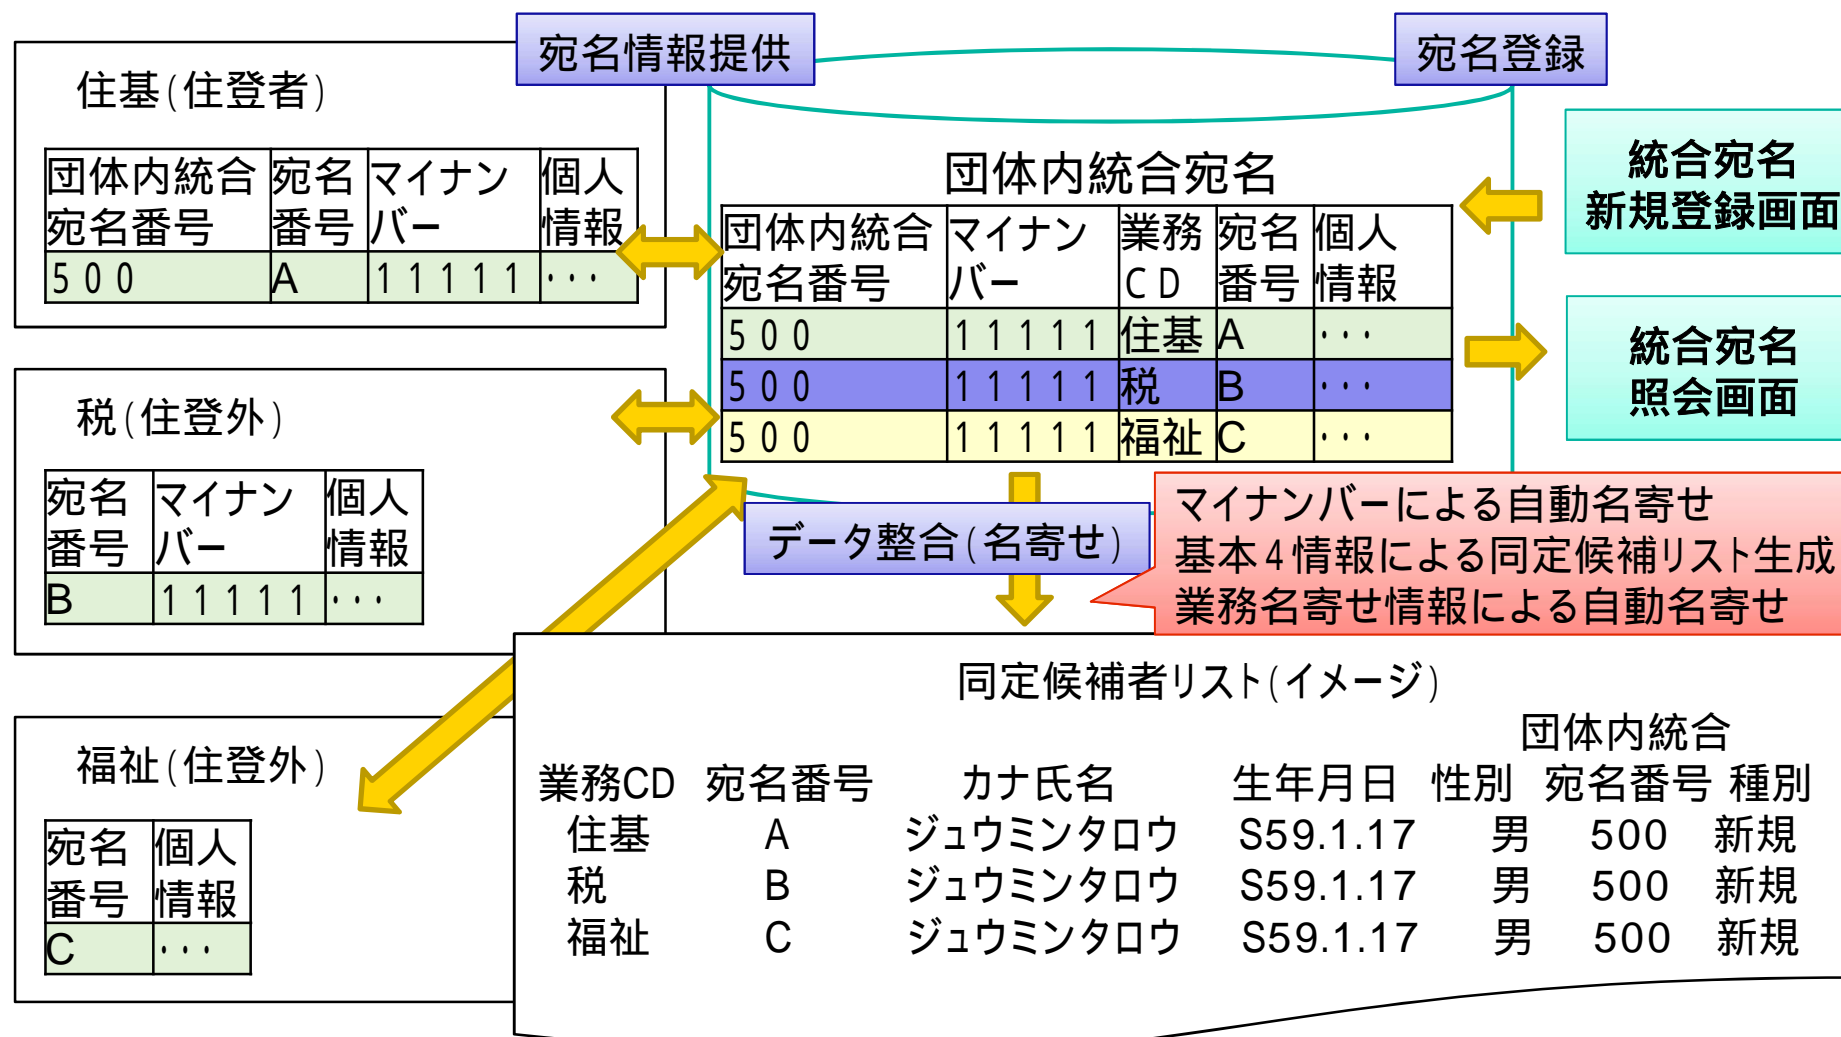 宛名情報提供
宛名登録
住基(住登者)
団体内統合宛名番号 宛名番号 マイナンバー 個人情報
500 A 11111 ・・・
税(住登外)
宛名番号 マイナンバー 個人情報
B 11111 ・・・
福祉(住登外)
宛名番号 個人情報
C ・・・
団体内統合宛名
団体内統合宛名番号 マイナンバー 業務CD 宛名番号 個人情報
500 11111 住基 A ・・・
500 11111 税 B ・・・
500 11111 福祉 C ・・・
統合宛名
新規登録画面
統合宛名
照会画面
データ整合(名寄せ)
マイナンバーによる自動名寄せ
基本4情報による同定候補リスト生成
業務名寄せ情報による自動名寄せ
同定候補者リスト(イメージ)
団体内統合
業務CD 宛名番号 カナ氏名 生年月日 性別 宛名番号 種別
住基 A ジュウミンタロウ S59.1.17 男 500 新規
税 B ジュウミンタロウ S59.1.17 男 500 新規
福祉 C ジュウミンタロウ S59.1.17 男 500 新規